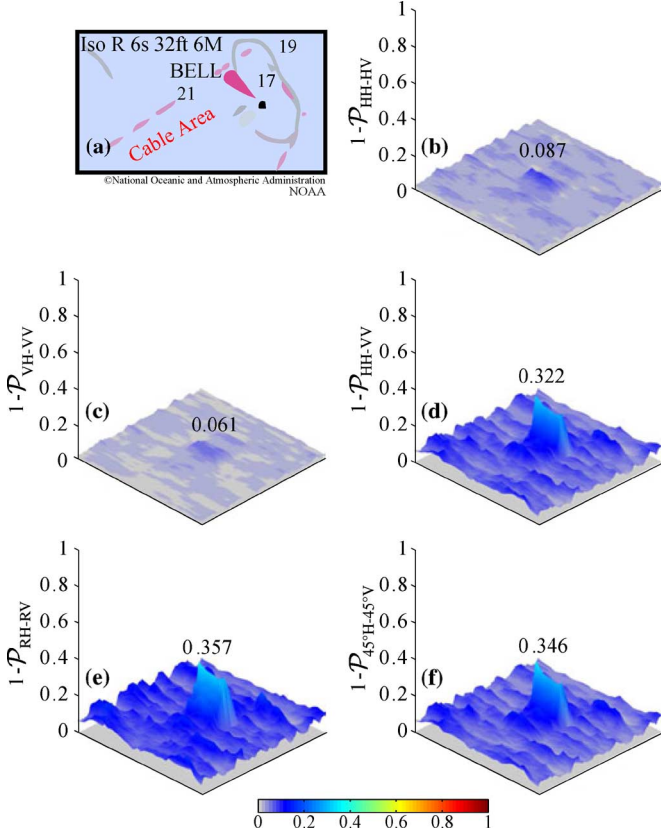 Iso R 6s 32ft 6M
19
BELL
17
21
Cable Area
(a)
©National Oceanic and Atmospheric Administration
NOAA
1
0.8
0.6
0.4
0.2
0
1-𝒫HH-HV
(b)
0.087
1
0.8
0.6
0.4
0.2
0
1-𝒫VH-VV
(c)
0.061
1
0.8
0.6
0.4
0.2
0
1-𝒫HH-VV
(d)
0.322
1
0.8
0.6
0.4
0.2
0
1-𝒫RH-RV
(e)
0.357
1
0.8
0.6
0.4
0.2
0
1-𝒫45°H-45°V
(f)
0.346
0 0.2 0.4 0.6 0.8 1